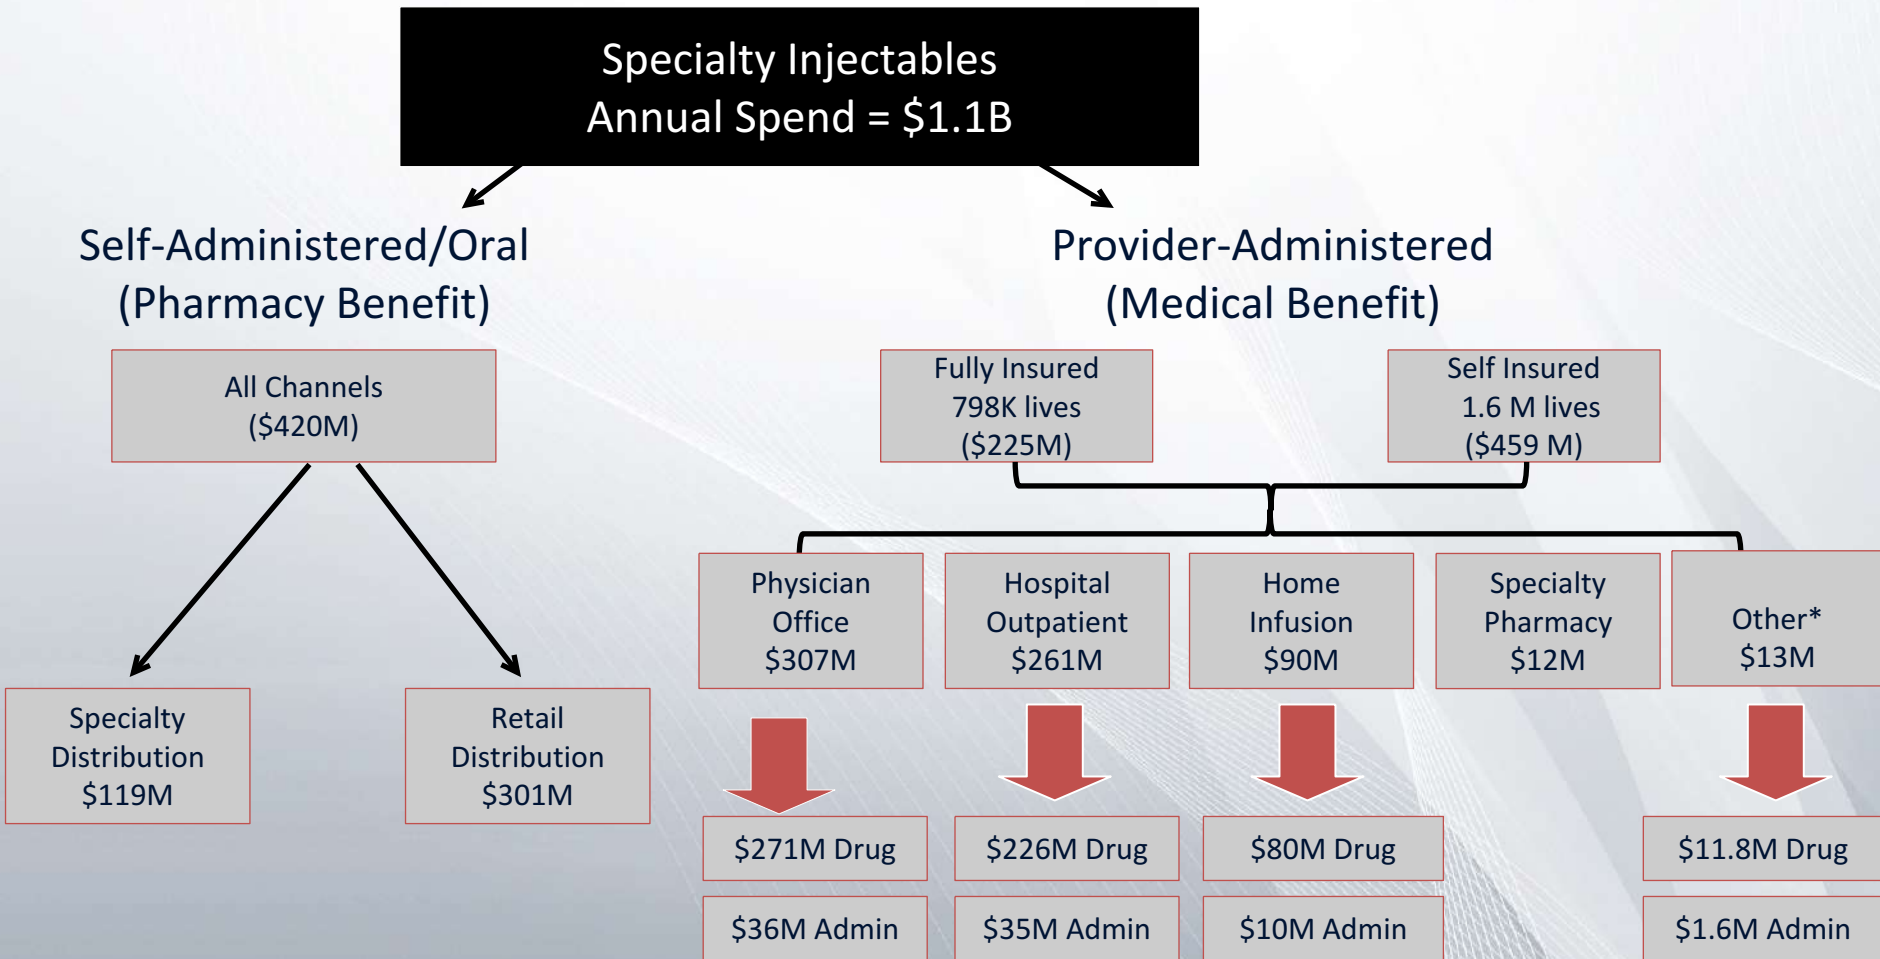 Specialty Injectables
Annual Spend = $1.1B
Self-Administered/Oral
(Pharmacy Benefit)
Provider-Administered
(Medical Benefit)
All Channels
($420M)
Fully Insured
798K lives
($225M)
Self Insured
1.6 M lives
($459 M)
Specialty
Distribution
$119M
Retail
Distribution
$301M
Physician
Office
$307M
Hospital
Outpatient
$261M
Home
Infusion
$90M
Specialty
Pharmacy
$12M
Other*
$13M
$271M Drug
$226M Drug
$80M Drug
$11.8M Drug
$36M Admin
$35M Admin
$10M Admin
$1.6M Admin